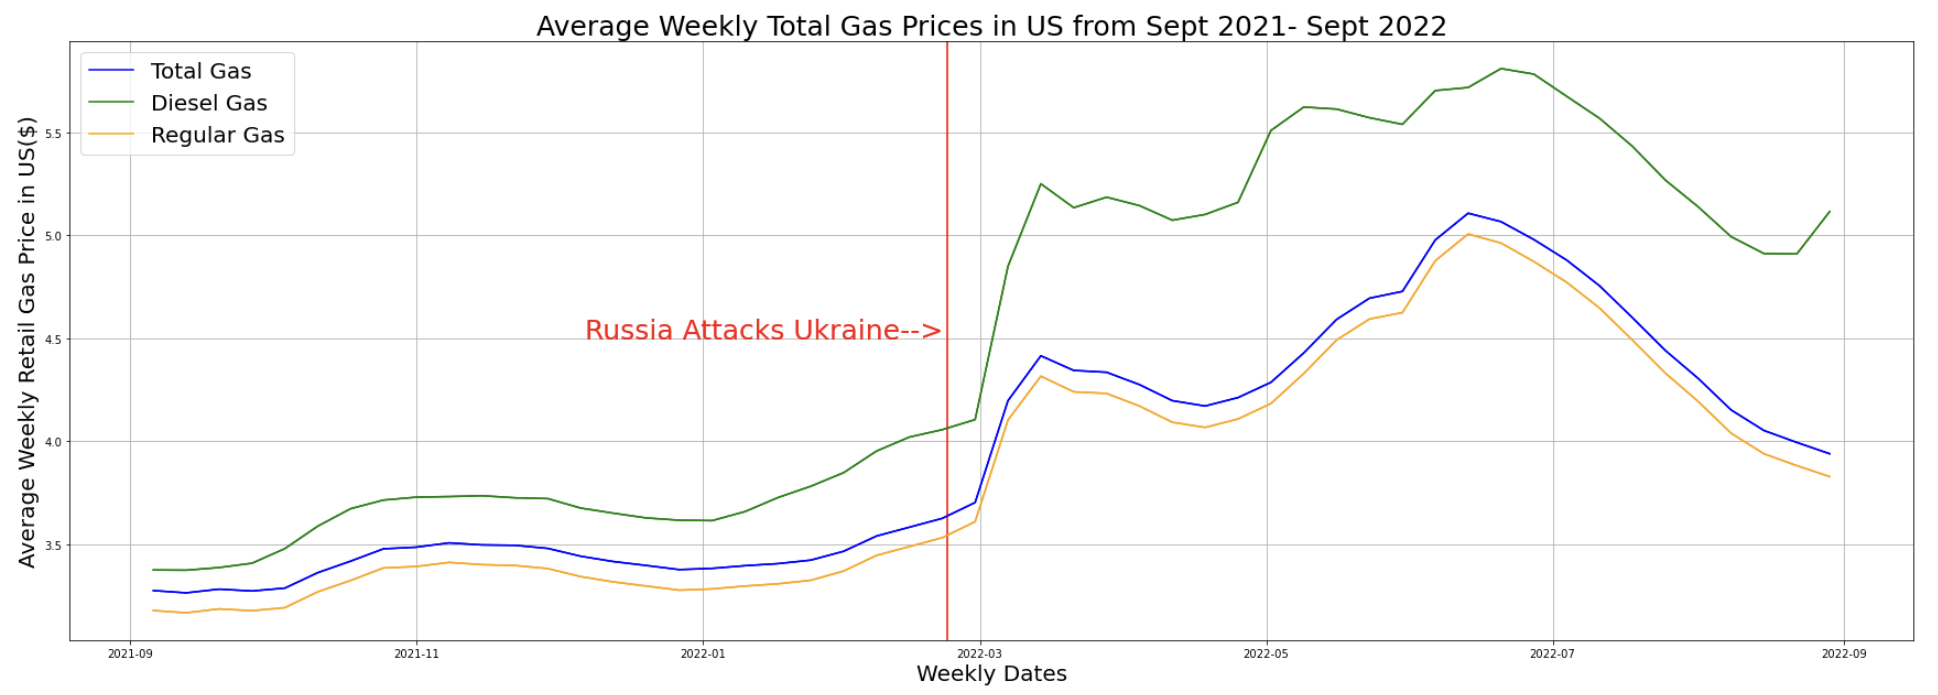 Average Weekly Total Gas Prices in US from Sept 2021- Sept 2022
Total Gas
Diesel Gas
Regular Gas
Average Weekly Retail Gas Price in US($)
5.5
5.0
4.5
4.0
3.5
Russia Attacks Ukraine-->
2021-09
2021-11
2022-01
2022-03
2022-05
2022-07
2022-09
Weekly Dates